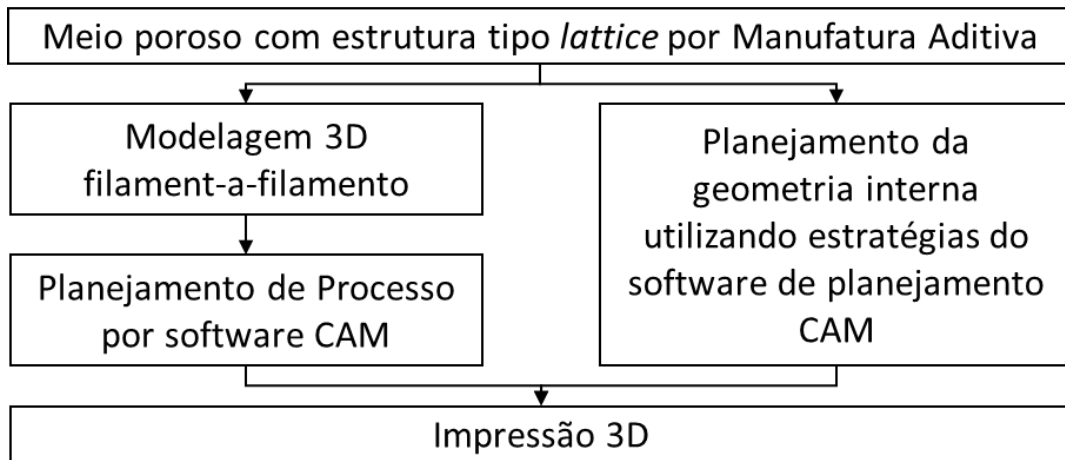 Meio poroso com estrutura tipo lattice por Manufatura Aditiva
Modelagem 3D
filament-a-filamento
Planejamento de Processo
por software CAM
Planejamento da
geometria interna
utilizando estratégias do
software de planejamento
CAM
Impressão 3D